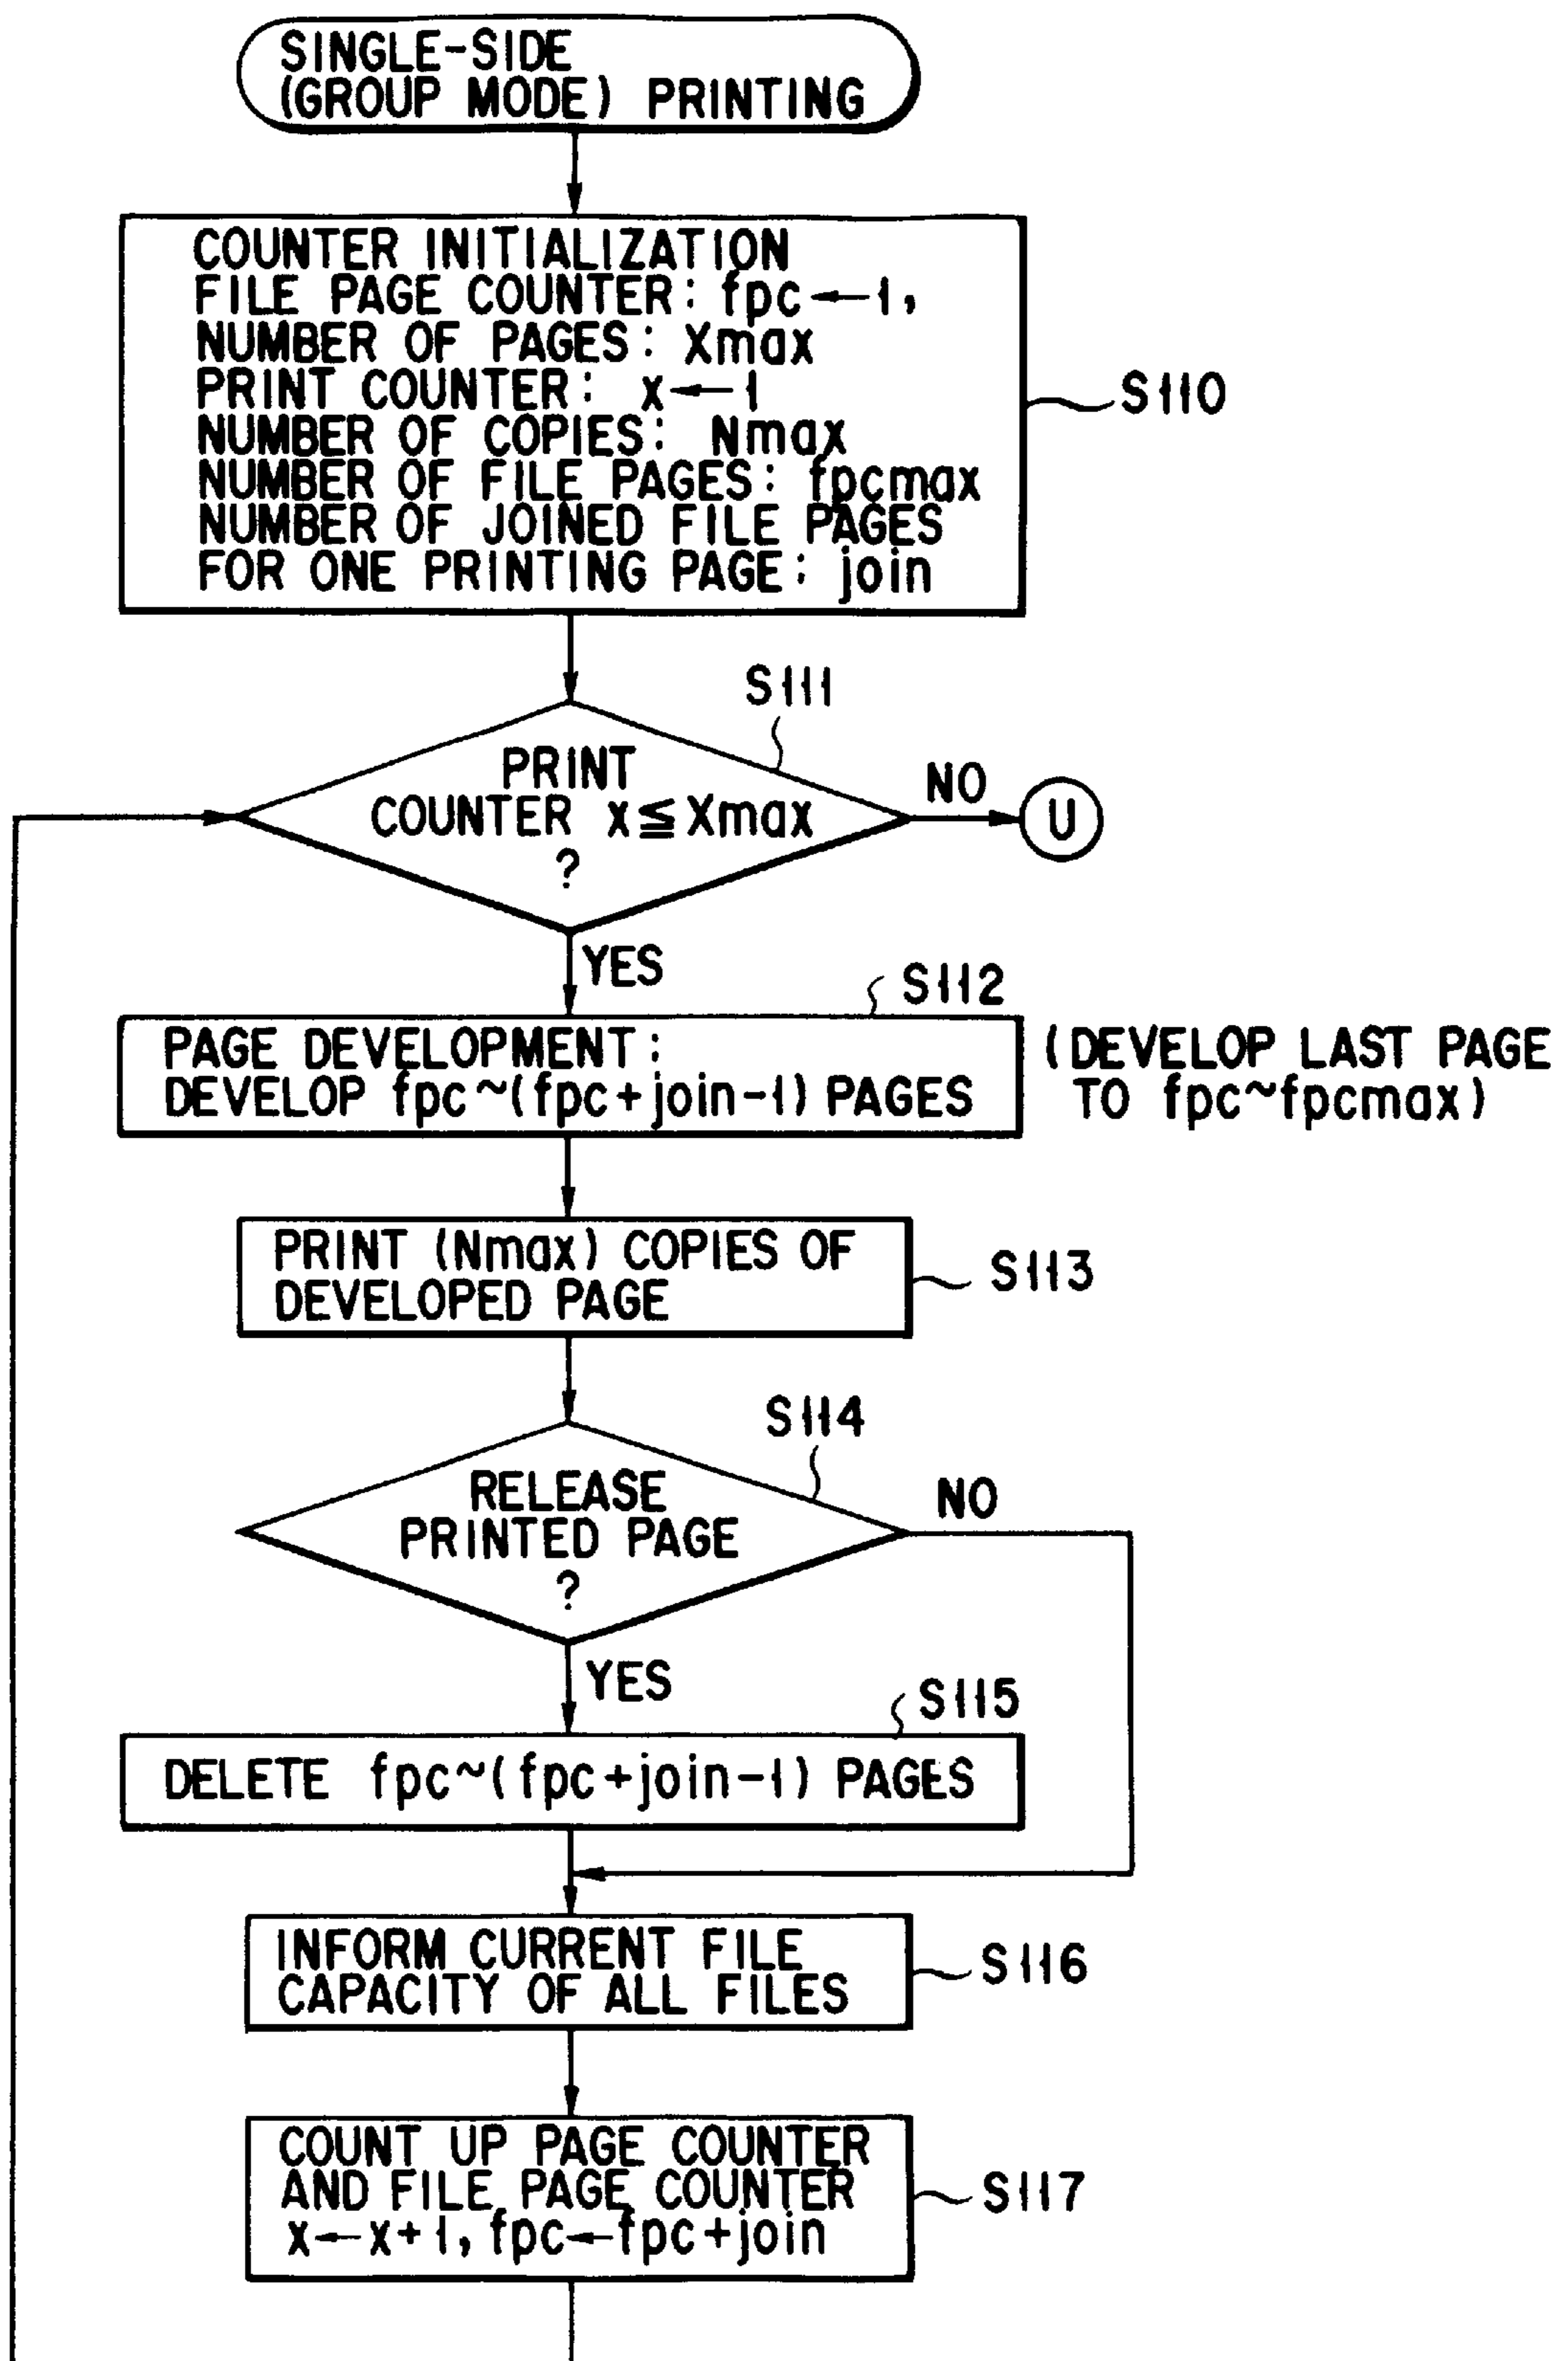 SINGLE-SIDE
(GROUP MODE) PRINTING
COUNTER INITIALIZATION
FILE PAGE COUNTER: fpc←1,
NUMBER OF PAGES: Xmax
PRINT COUNTER: x←1
NUMBER OF COPIES: Nmax
NUMBER OF FILE PAGES: fpcmax
NUMBER OF JOINED FILE PAGES
FOR ONE PRINTING PAGE: join
S110
S111
PRINT
COUNTER x≦Xmax
?
NO
U
YES
S112
PAGE DEVELOPMENT:
DEVELOP fpc~(fpc+join-1) PAGES
(DEVELOP LAST PAGE
TO fpc~fpcmax)
PRINT (Nmax) COPIES OF
DEVELOPED PAGE
S113
S114
RELEASE
PRINTED PAGE
?
NO
YES
S115
DELETE fpc~(fpc+join-1) PAGES
INFORM CURRENT FILE
CAPACITY OF ALL FILES
S116
COUNT UP PAGE COUNTER
AND FILE PAGE COUNTER
x←x+1, fpc←fpc+join
S117